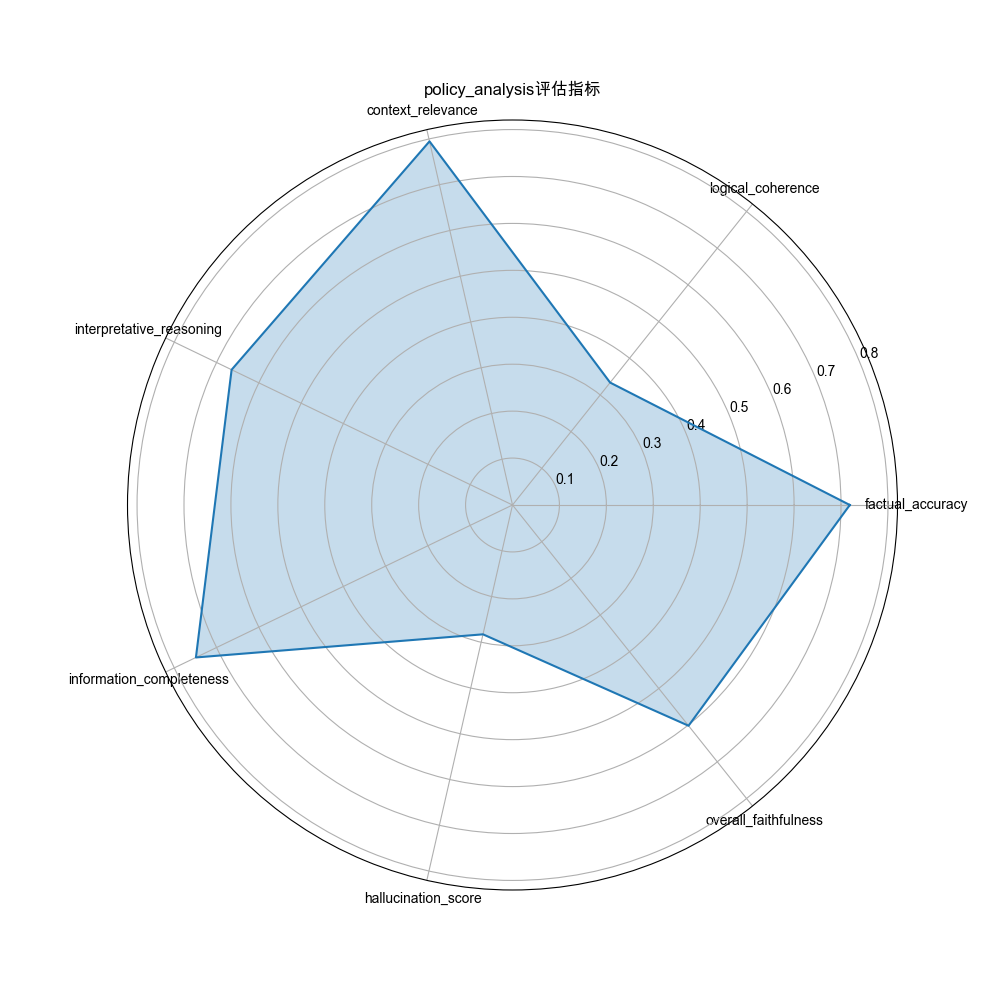 policy_analysis评估指标
context_relevance
logical_coherence
interpretative_reasoning
0.8
0.7
0.6
0.5
0.4
0.3
0.2
0.1
factual_accuracy
information_completeness
overall_faithfulness
hallucination_score